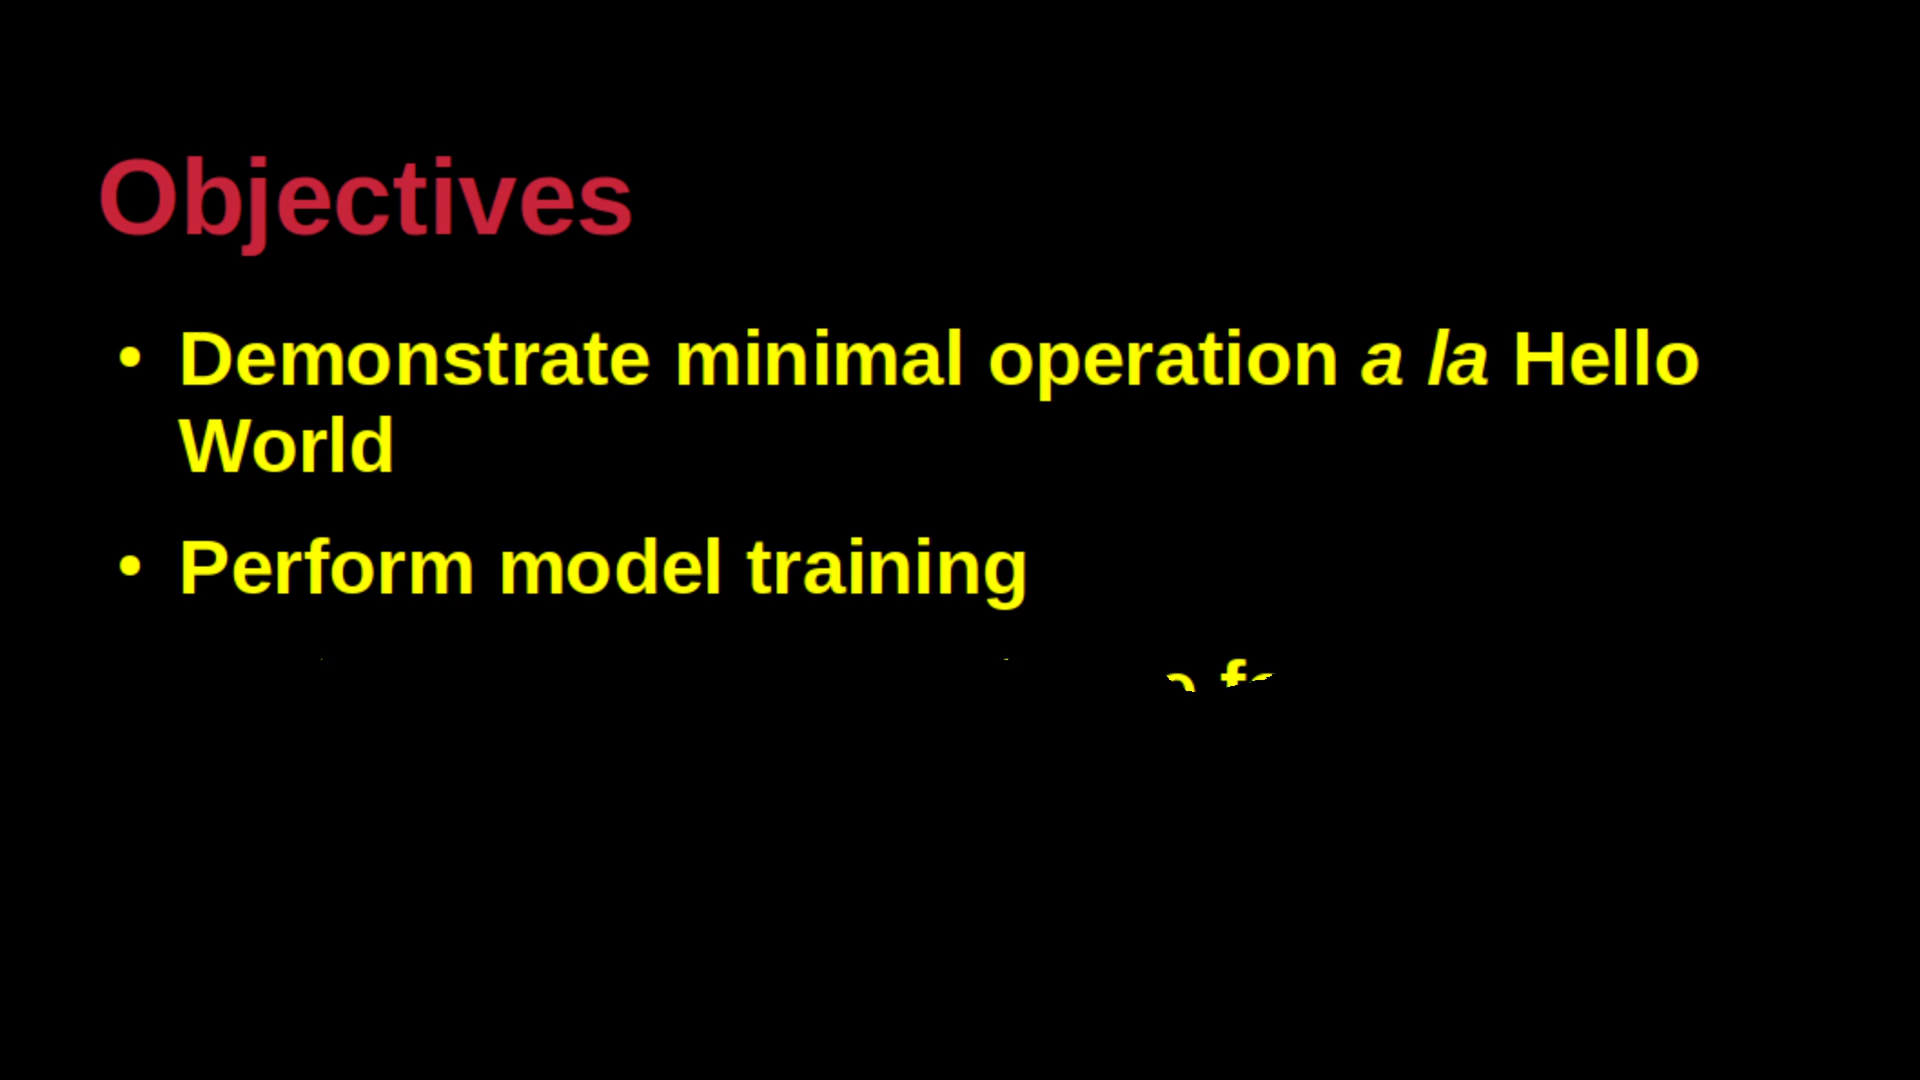 Objectives
• Demonstrate minimal operation a la Hello
World
• Perform model training